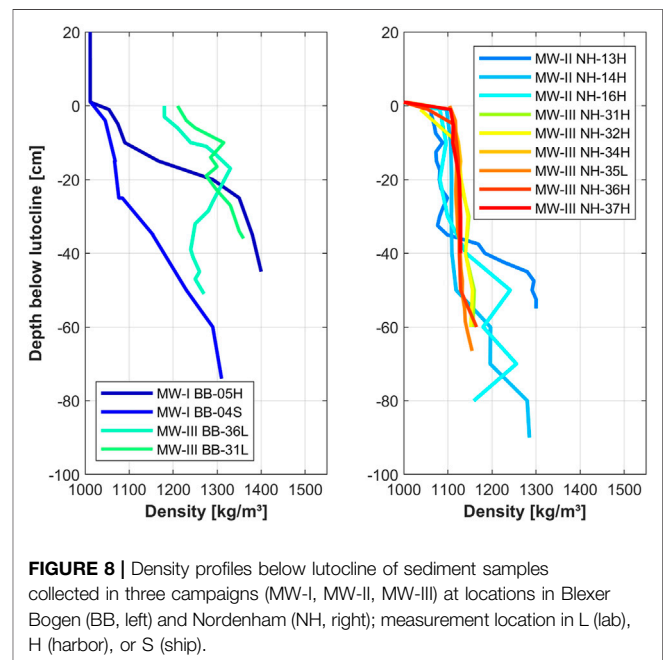 20
0
-20
-40
-60
-80
-100
Depth below lutocline [cm]
1000 1100 1200 1300 1400 1500
Density [kg/m³]
MW-I BB-05H
MW-I BB-04S
MW-III BB-36L
MW-III BB-31L
20
0
-20
-40
-60
-80
-100
1000 1100 1200 1300 1400 1500
Density [kg/m³]
MW-II NH-13H
MW-II NH-14H
MW-II NH-16H
MW-III NH-31H
MW-III NH-32H
MW-III NH-34H
MW-III NH-35L
MW-III NH-36H
MW-III NH-37H
FIGURE 8 | Density profiles below lutocline of sediment samples
collected in three campaigns (MW-I, MW-II, MW-III) at locations in Blexer
Bogen (BB, left) and Nordenham (NH, right); measurement location in L (lab),
H (harbor), or S (ship).